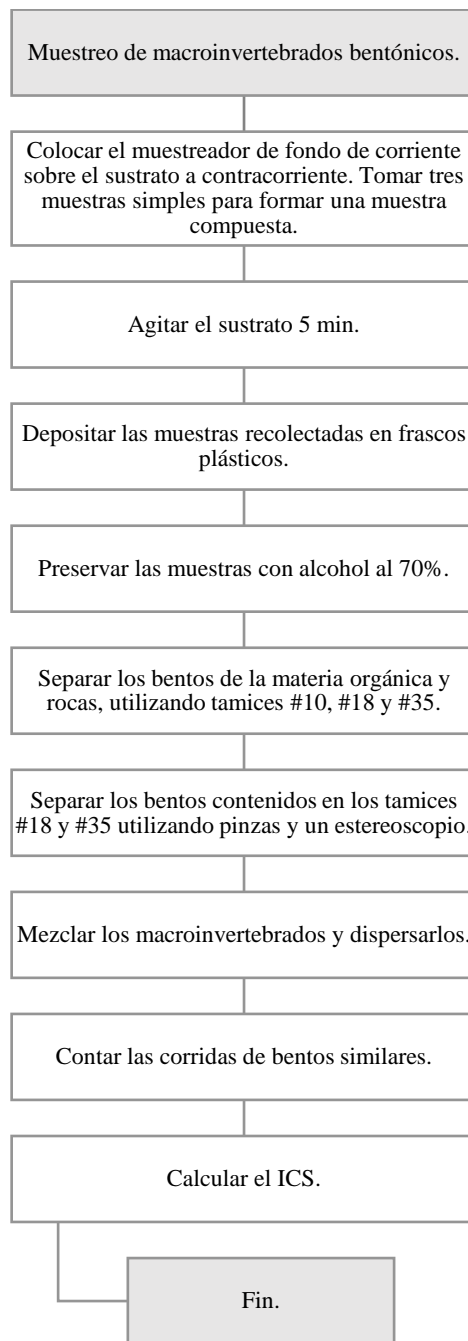 Muestreo de macroinvertebrados bentónicos.
Colocar el muestreador de fondo de corriente
sobre el sustrato a contracorriente. Tomar tres
muestras simples para formar una muestra
compuesta.
Agitar el sustrato 5 min.
Depositar las muestras recolectadas en frascos
plásticos.
Preservar las muestras con alcohol al 70%.
Separar los bentos de la materia orgánica y
rocas, utilizando tamices #10, #18 y #35.
Separar los bentos contenidos en los tamices
#18 y #35 utilizando pinzas y un estereoscopio.
Mezclar los macroinvertebrados y dispersarlos.
Contar las corridas de bentos similares.
Calcular el ICS.
Fin.